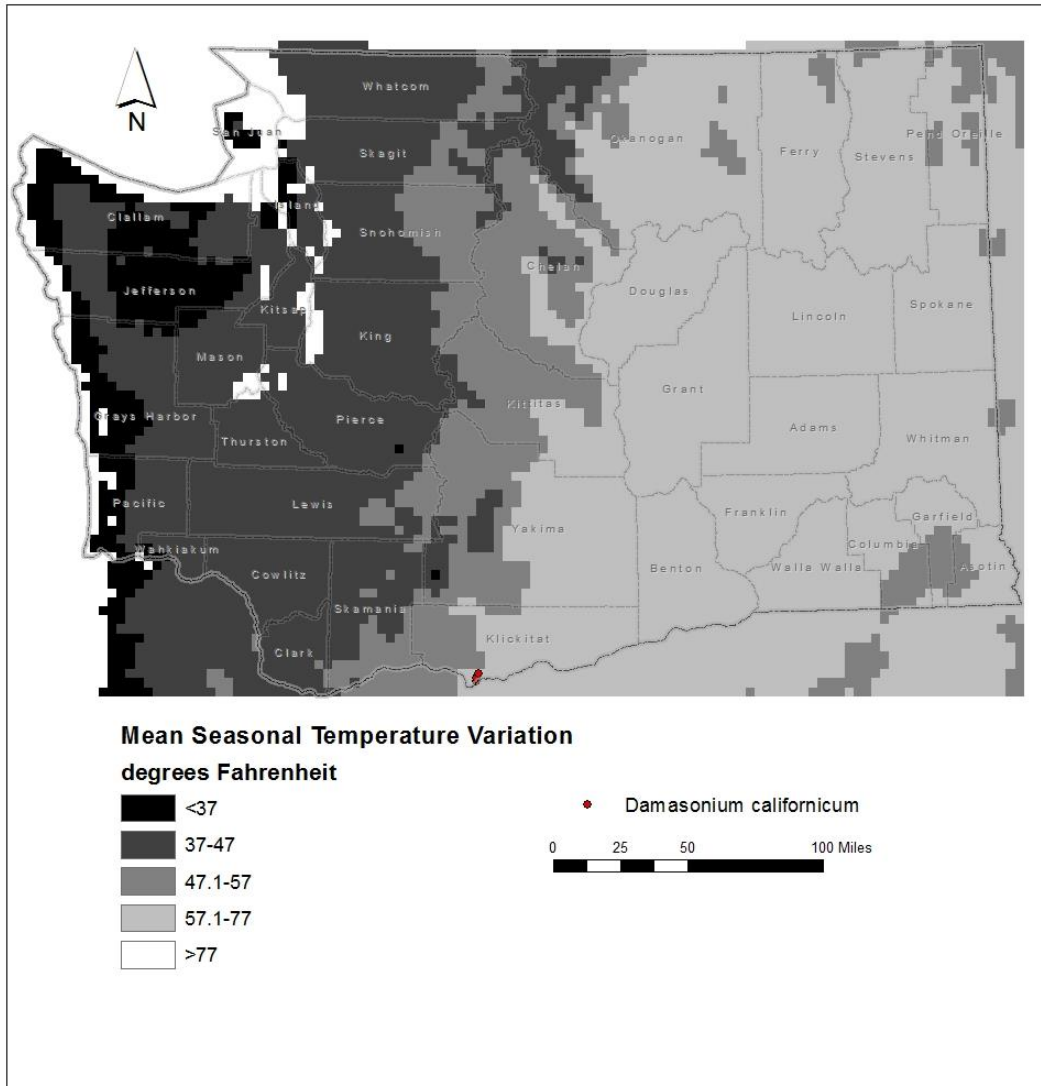 N
Whatcom
San Juan
Skagit
Okanogan
Ferry
Stevens
Pend Oreille
Clallam
Island
Snohomish
Chelan
Jefferson
Kitsap
Douglas
Lincoln
Spokane
King
Mason
Grant
Grays Harbor
Kittitas
Pierce
Thurston
Adams
Whitman
Pacific
Lewis
Yakima
Franklin
Garfield
Wahkiakum
Columbia
Cowlitz
Benton
Walla Walla
Asotin
Skamania
Klickitat
Clark
Mean Seasonal Temperature Variation
degrees Fahrenheit
<37
37-47
47.1-57
57.1-77
>77
Damasonium californicum
0 25 50 100 Miles